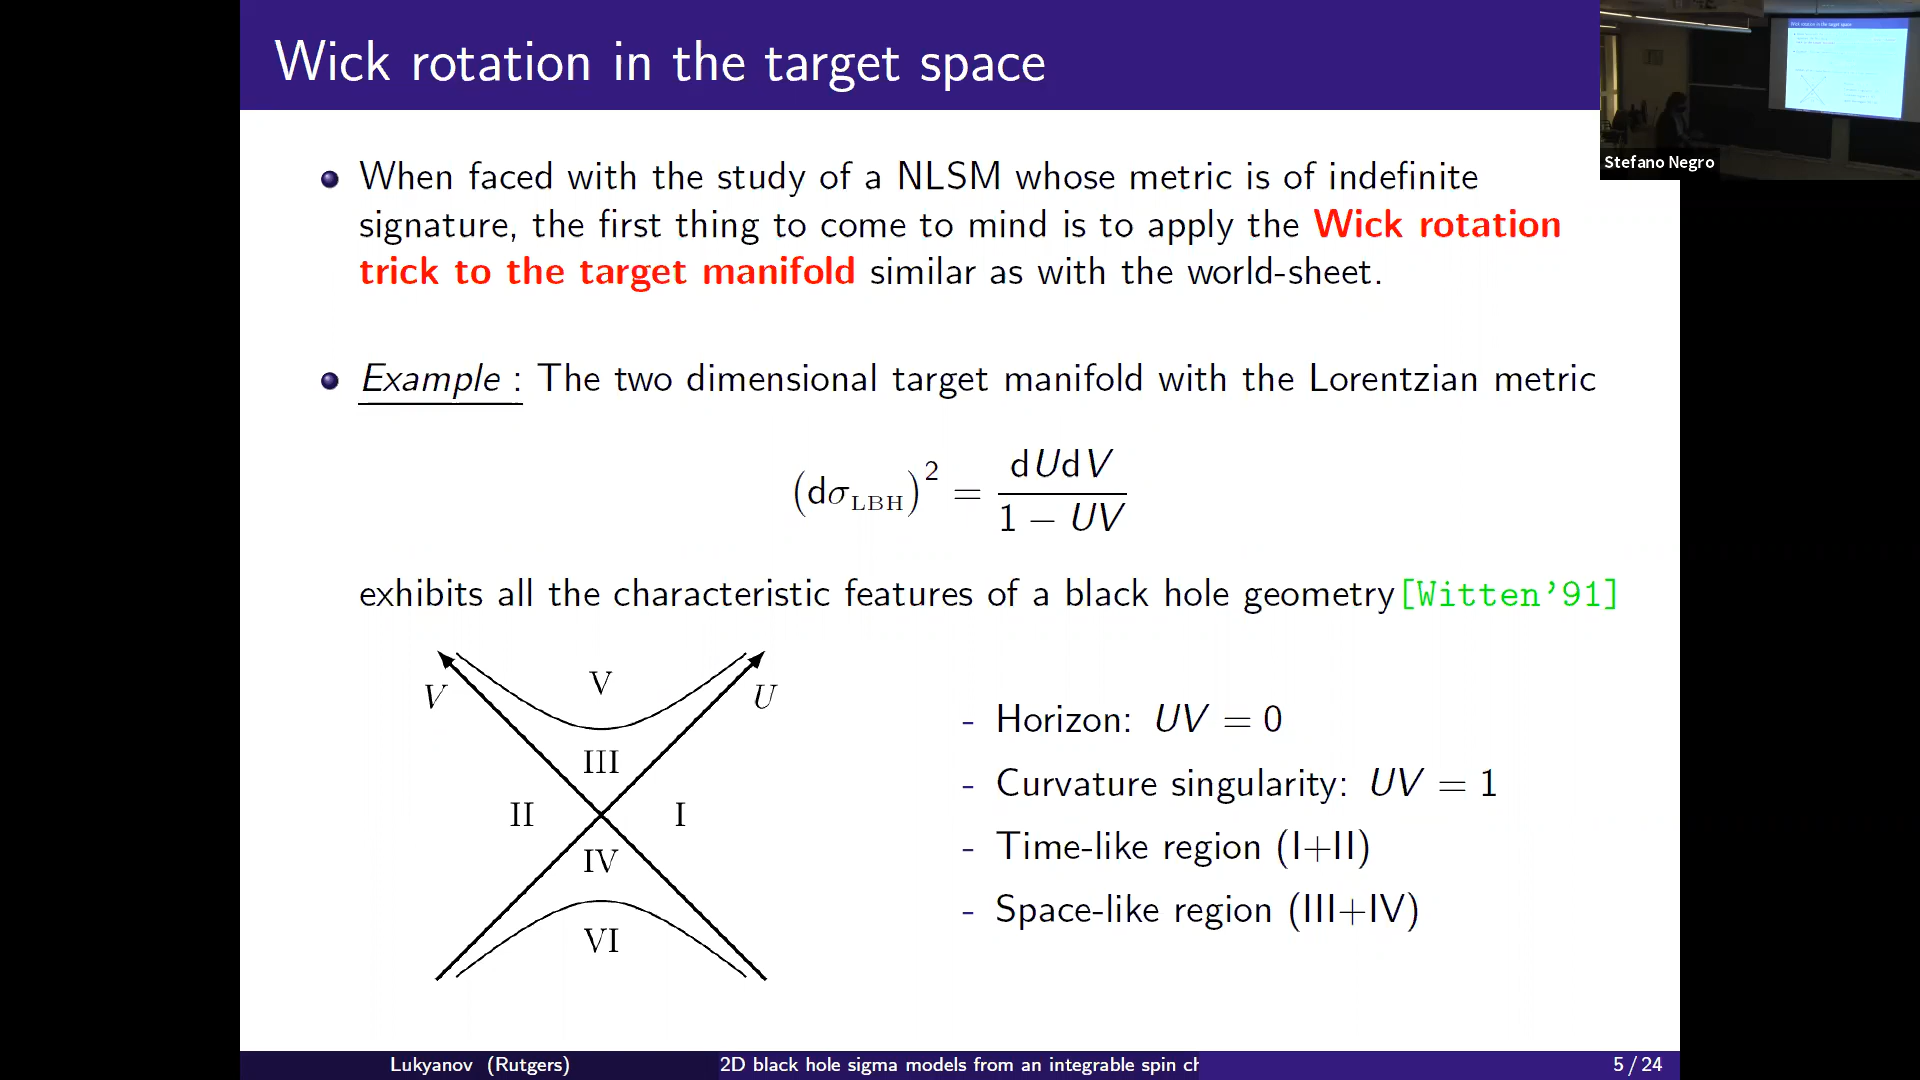 Wick rotation in the target space
Stefano Negro
When faced with the study of a NLSM whose metric is of indefinite
signature, the first thing to come to mind is to apply the Wick rotation
trick to the target manifold similar as with the world-sheet.
Example : The two dimensional target manifold with the Lorentzian metric
(dσ_LBH)^2 = dUdV / (1 − UV)
exhibits all the characteristic features of a black hole geometry[Witten'91]
V
V
U
III
II
I
IV
VI
- Horizon: UV = 0
- Curvature singularity: UV = 1
- Time-like region (I+II)
- Space-like region (III+IV)
Lukyanov (Rutgers)
2D black hole sigma models from an integrable spin ch
5 / 24